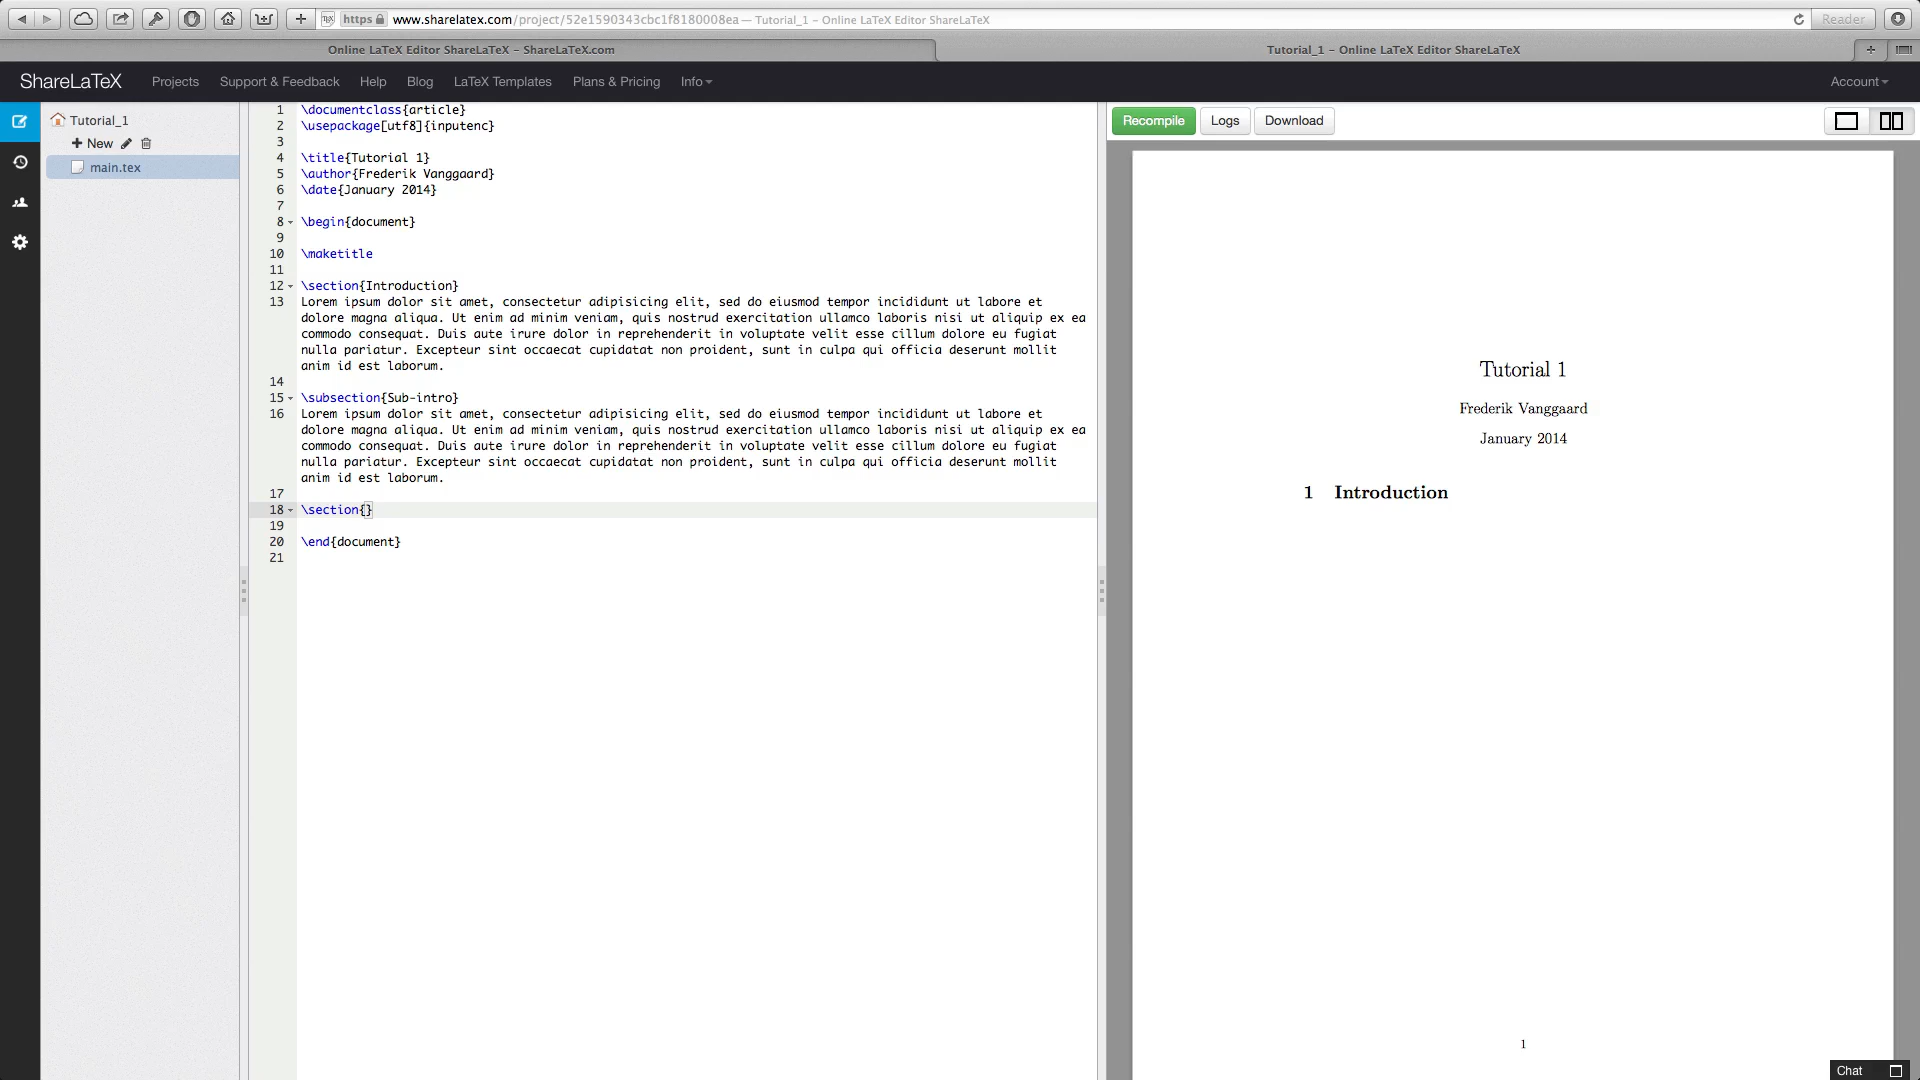 https www.sharelatex.com/project/52e1590343cbc1f8180008ea — Tutorial_1 – Online LaTeX Editor ShareLaTeX
Reader
Online LaTeX Editor ShareLaTeX – ShareLaTeX.com
Tutorial_1 – Online LaTeX Editor ShareLaTeX
ShareLaTeX
Projects
Support & Feedback
Help
Blog
LaTeX Templates
Plans & Pricing
Info
Account
Tutorial_1
New
main.tex
1 \documentclass{article}
2 \usepackage[utf8]{inputenc}
3
4 \title{Tutorial 1}
5 \author{Frederik Vanggaard}
6 \date{January 2014}
7
8 \begin{document}
9
10 \maketitle
11
12 \section{Introduction}
13 Lorem ipsum dolor sit amet, consectetur adipisicing elit, sed do eiusmod tempor incididunt ut labore et
dolore magna aliqua. Ut enim ad minim veniam, quis nostrud exercitation ullamco laboris nisi ut aliquip ex ea
commodo consequat. Duis aute irure dolor in reprehenderit in voluptate velit esse cillum dolore eu fugiat
nulla pariatur. Excepteur sint occaecat cupidatat non proident, sunt in culpa qui officia deserunt mollit
anim id est laborum.
14
15 \subsection{Sub-intro}
16 Lorem ipsum dolor sit amet, consectetur adipisicing elit, sed do eiusmod tempor incididunt ut labore et
dolore magna aliqua. Ut enim ad minim veniam, quis nostrud exercitation ullamco laboris nisi ut aliquip ex ea
commodo consequat. Duis aute irure dolor in reprehenderit in voluptate velit esse cillum dolore eu fugiat
nulla pariatur. Excepteur sint occaecat cupidatat non proident, sunt in culpa qui officia deserunt mollit
anim id est laborum.
17
18 \section{}
19
20 \end{document}
21
Recompile
Logs
Download
Tutorial 1
Frederik Vanggaard
January 2014
1 Introduction
1
Chat